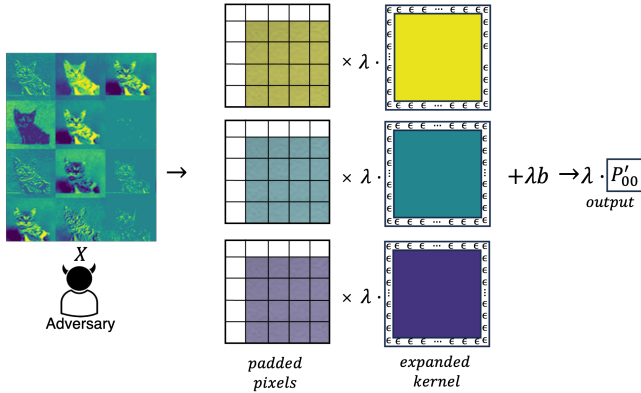 ϵ ϵ ϵ ϵ ... ϵ ϵ ϵ ϵ
× λ ·
ϵ ϵ ϵ ϵ ... ϵ ϵ ϵ ϵ
→
× λ ·
+λb → λ · P′₀₀
output
X
Adversary
× λ ·
padded
pixels
expanded
kernel